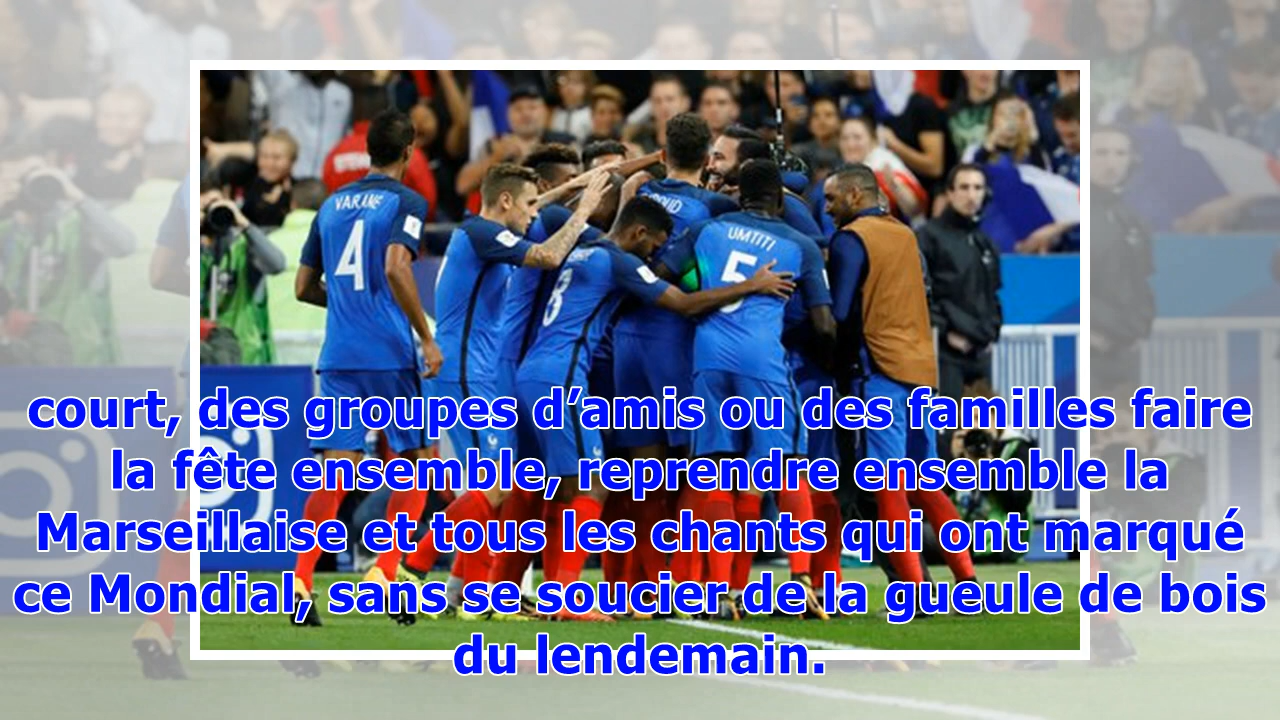 VARANE
4
OUD
UMTITI
5
8
court, des groupes d’amis ou des familles faire
la fête ensemble, reprendre ensemble la
Marseillaise et tous les chants qui ont marqué
ce Mondial, sans se soucier de la gueule de bois
du lendemain.